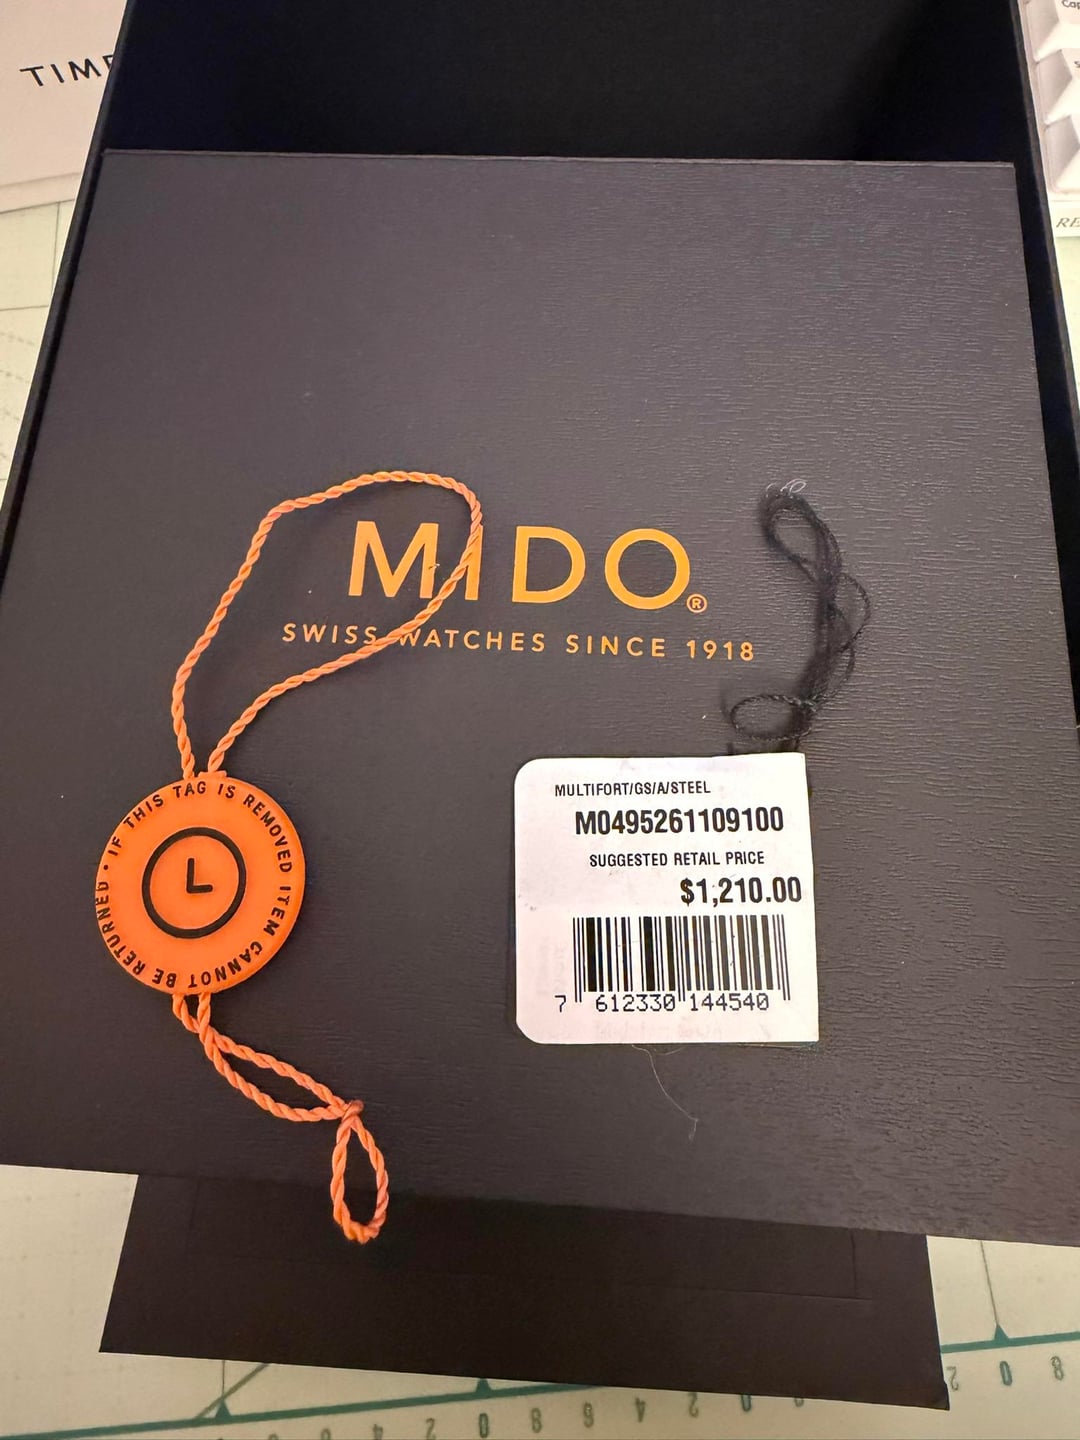 TIME
MIDO®
SWISS WATCHES SINCE 1918
IF THIS TAG IS REMOVED ITEM CANNOT BE RETURNED •
MULTIFORT/GS/A/STEEL
M0495261109100
SUGGESTED RETAIL PRICE
$1,210.00
7 612330 144540